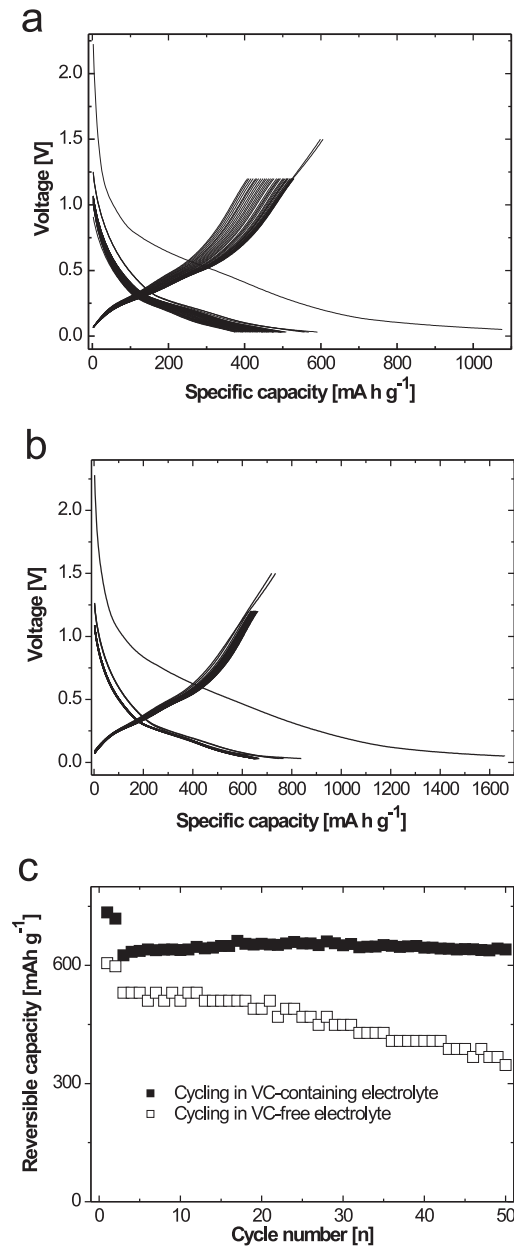 a
2.0
1.5
1.0
0.5
0.0
Voltage [V]
0 200 400 600 800 1000
Specific capacity [mA h g-1]
b
2.0
1.5
1.0
0.5
0.0
Voltage [V]
0 200 400 600 800 1000 1200 1400 1600
Specific capacity [mA h g-1]
c
600
300
0
Reversible capacity [mAh g-1]
Cycling in VC-containing electrolyte
Cycling in VC-free electrolyte
0 10 20 30 40 50
Cycle number [n]